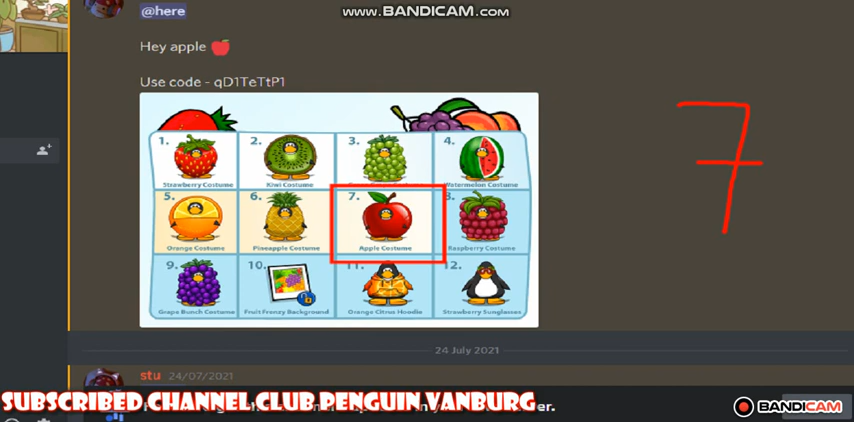 www.BANDICAM.com
@here
Hey apple
Use code - qD1TeTtP1
7
1.
2.
3.
4.
Strawberry Costume
Kiwi Costume
Costume
Watermelon Costume
5.
6.
7.
8.
Orange Costume
Pineapple Costume
Apple Costume
Raspberry Costume
9.
10.
11.
12.
Grape Bunch Costume
Fruit Frenzy Background
Orange Citrus Hoodie
Strawberry Sunglasses
24 July 2021
stu 24/07/2021
SUBSCRIBED CHANNEL CLUB PENGUIN VANBURG
BANDICAM